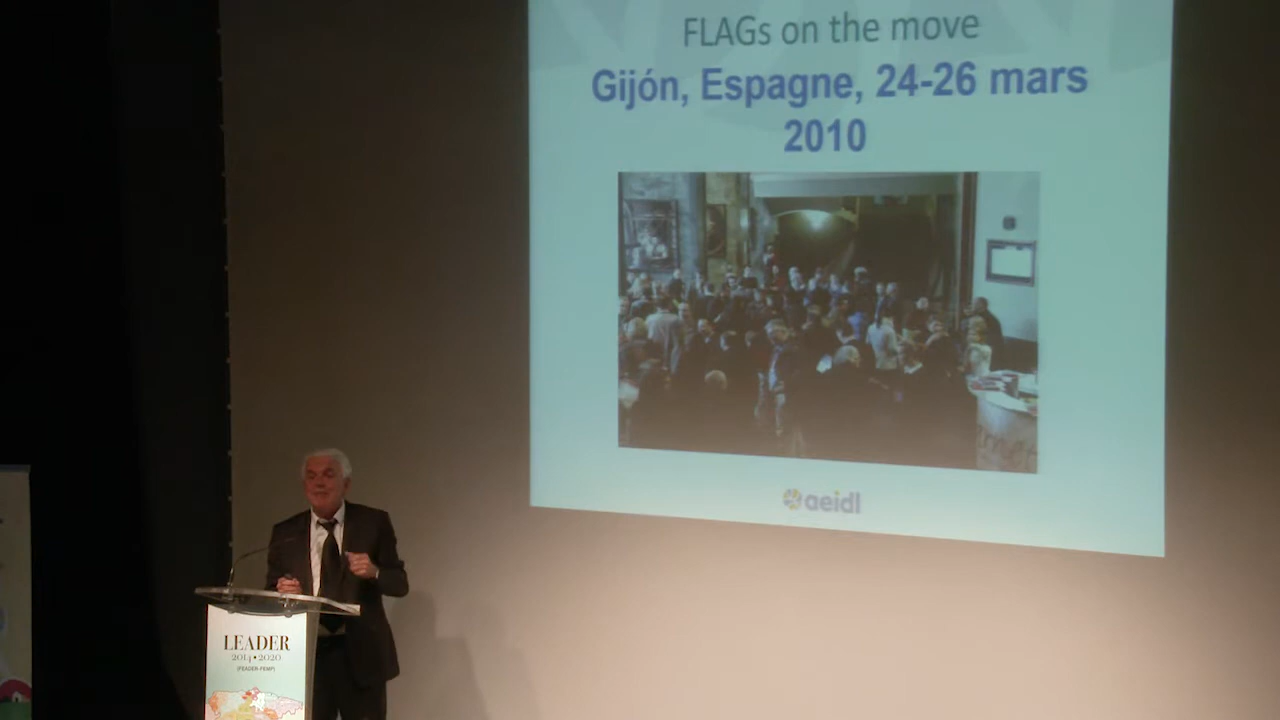 FLAGs on the move
Gijón, Espagne, 24-26 mars
2010
aeidl
LEADER
2014•2020
(FEADER-FEMP)